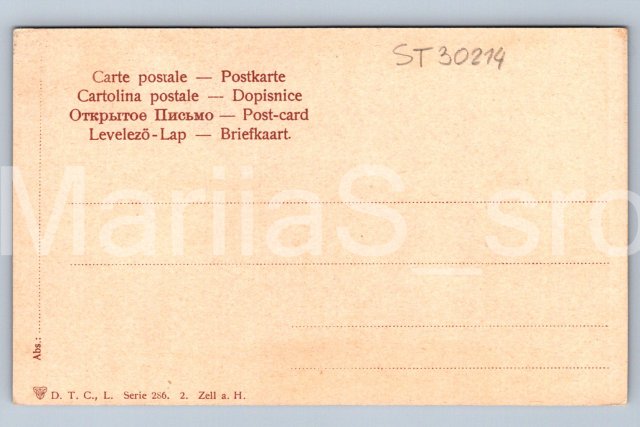 ST30214
Carte postale — Postkarte
Cartolina postale — Dopisnice
Открытое Письмо — Post-card
Levelező-Lap — Briefkaart.
MariiaS_sro
Abs.:
D. T. C., L. Serie 286. 2. Zell a. H.